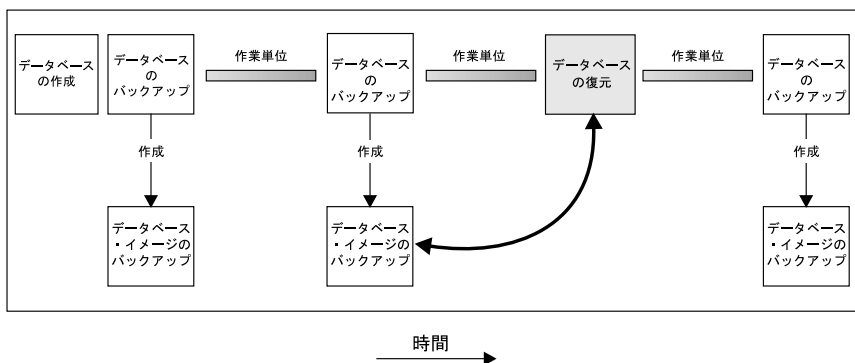 データベース
の作成
データベース
の
バックアップ
作業単位
データベース
の
バックアップ
作業単位
データベース
の復元
作業単位
データベース
の
バックアップ
作成
作成
作成
データベース
・イメージの
バックアップ
データベース
・イメージの
バックアップ
データベース
・イメージの
バックアップ
時間